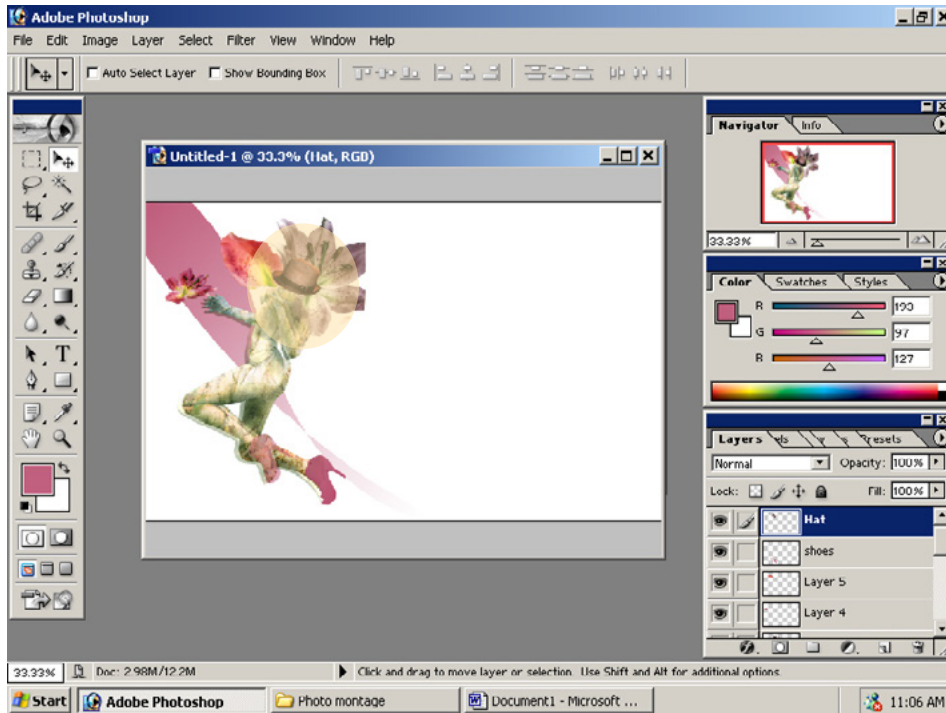 Adobe Photoshop
File Edit Image Layer Select Filter View Window Help
Auto Select Layer Show Bounding Box
Untitled-1 @ 33.3% (Hat, RGB)
Navigator Info
33.33%
Color Swatches Styles
R 193
G 97
B 127
Layers Presets
Normal Opacity: 100%
Lock: Fill: 100%
Hat
shoes
Layer 5
Layer 4
33.33% Doc: 2.98M/12.2M Click and drag to move layer or selection. Use Shift and Alt for additional options.
Start Adobe Photoshop Photo montage Document1 - Microsoft ... 11:06 AM